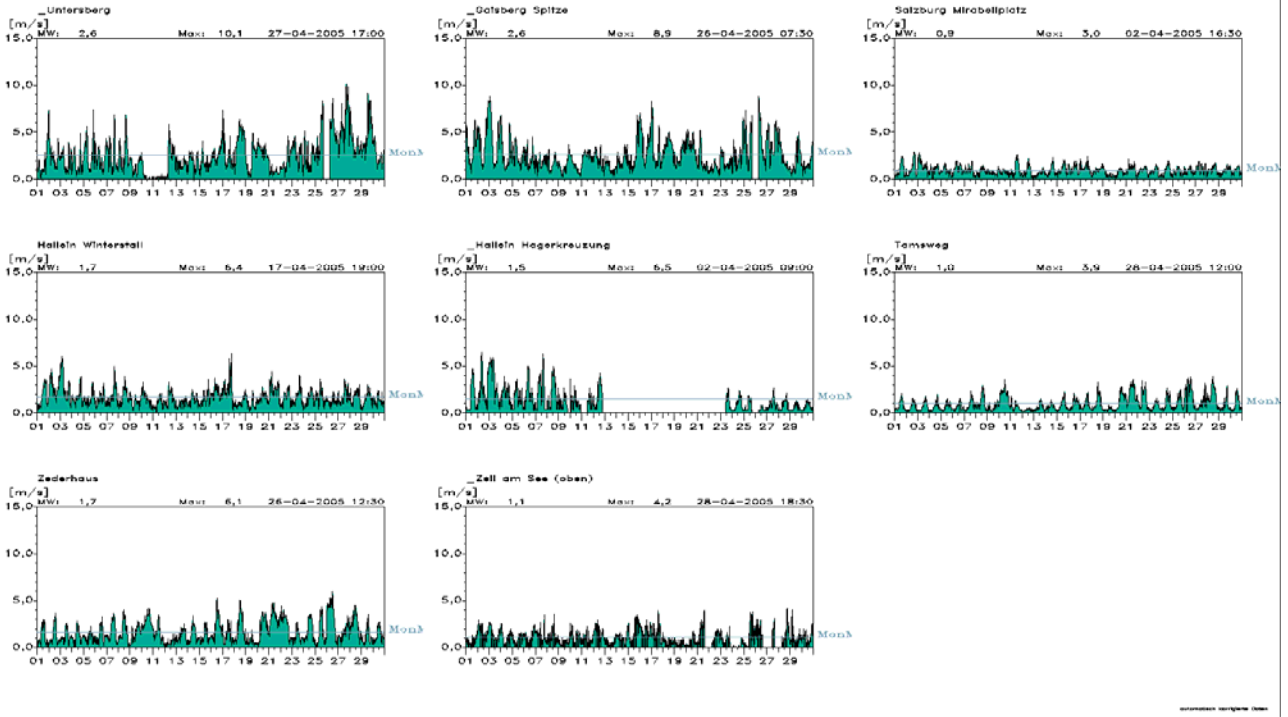 _Untersberg
[m/s]
MW: 2,6 Max: 10,1 27-04-2005 17:00
15,0
10,0
5,0
MonM
0,0
01 03 05 07 09 11 13 15 17 19 21 23 25 27 29
_Gaisberg Spitze
[m/s]
MW: 2,6 Max: 8,9 26-04-2005 07:30
15,0
10,0
5,0
MonM
0,0
01 03 05 07 09 11 13 15 17 19 21 23 25 27 29
Salzburg Mirabellplatz
[m/s]
MW: 0,9 Max: 3,0 02-04-2005 16:30
15,0
10,0
5,0
MonM
0,0
01 03 05 07 09 11 13 15 17 19 21 23 25 27 29
Hallein Winterstall
[m/s]
MW: 1,7 Max: 6,4 17-04-2005 19:00
15,0
10,0
5,0
MonM
0,0
01 03 05 07 09 11 13 15 17 19 21 23 25 27 29
_Hallein Hagerkreuzung
[m/s]
MW: 1,5 Max: 6,5 02-04-2005 09:00
15,0
10,0
5,0
MonM
0,0
01 03 05 07 09 11 13 15 17 19 21 23 25 27 29
Tamsweg
[m/s]
MW: 1,0 Max: 3,9 28-04-2005 12:00
15,0
10,0
5,0
MonM
0,0
01 03 05 07 09 11 13 15 17 19 21 23 25 27 29
Zederhaus
[m/s]
MW: 1,7 Max: 6,1 26-04-2005 12:30
15,0
10,0
5,0
MonM
0,0
01 03 05 07 09 11 13 15 17 19 21 23 25 27 29
_Zell am See (oben)
[m/s]
MW: 1,1 Max: 4,2 28-04-2005 18:30
15,0
10,0
5,0
MonM
0,0
01 03 05 07 09 11 13 15 17 19 21 23 25 27 29
automatisch korrigierte Daten